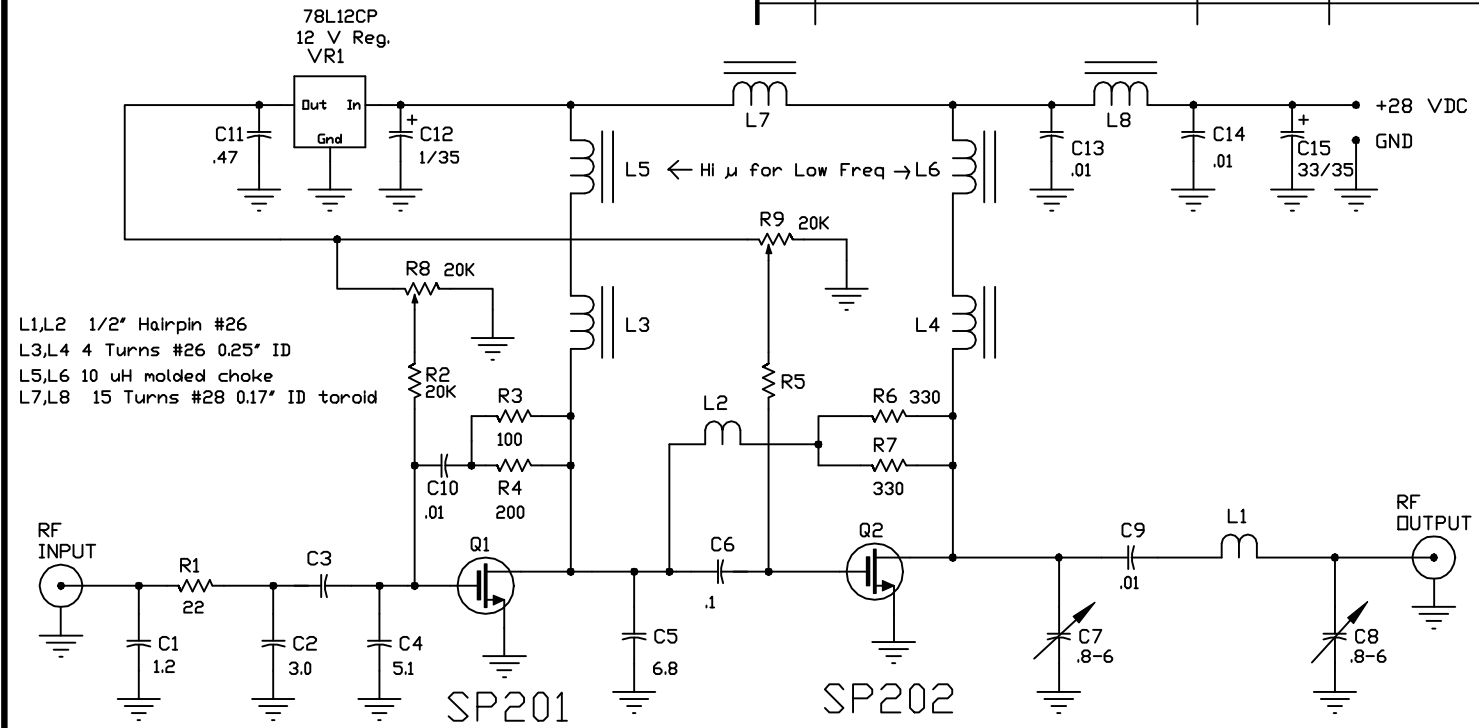 78L12CP
12 V Reg.
VR1
Out In
Gnd
C11
.47
+
C12
1/35
L7
L8
+28 VDC
GND
C13
.01
C14
.01
+
C15
33/35
L5 ← Hi μ for Low Freq → L6
R9 20K
R8 20K
L3
L4
L1,L2 1/2" Hairpin #26
L3,L4 4 Turns #26 0.25" ID
L5,L6 10 uH molded choke
L7,L8 15 Turns #28 0.17" ID toroid
R2
20K
R3
100
R4
200
C10
.01
R5
L2
R6 330
R7
330
RF
INPUT
R1
22
C3
Q1
C6
.1
Q2
C9
.01
L1
RF
OUTPUT
C1
1.2
C2
3.0
C4
5.1
C5
6.8
C7
.8-6
C8
.8-6
SP201
SP202